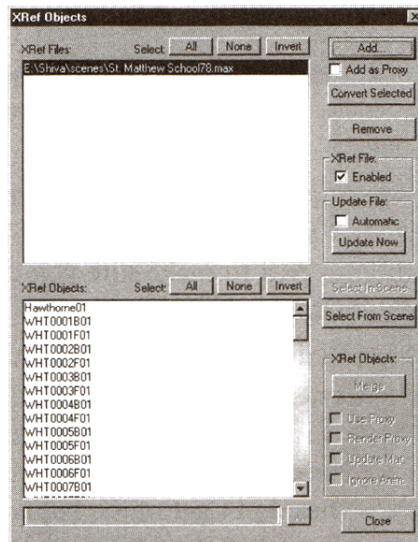 XRef Objects
XRef Files:
Select:
All
None
Invert
Add...
E:\Shiva\scenes\St. Matthew School78.max
Add as Proxy
Convert Selected
Remove
XRef File:
Enabled
Update File:
Automatic
Update Now
XRef Objects:
Select:
All
None
Invert
Select In Scene
Select From Scene
Hawthorne01
WHT0001B01
WHT0001F01
WHT0002B01
WHT0002F01
WHT0003B01
WHT0003F01
WHT0004B01
WHT0004F01
WHT0005B01
WHT0005F01
WHT0006B01
WHT0006F01
WHT0007B01
XRef Objects:
Merge
Use Proxy
Render Proxy
Update Mat
Ignore Anim.
...
Close